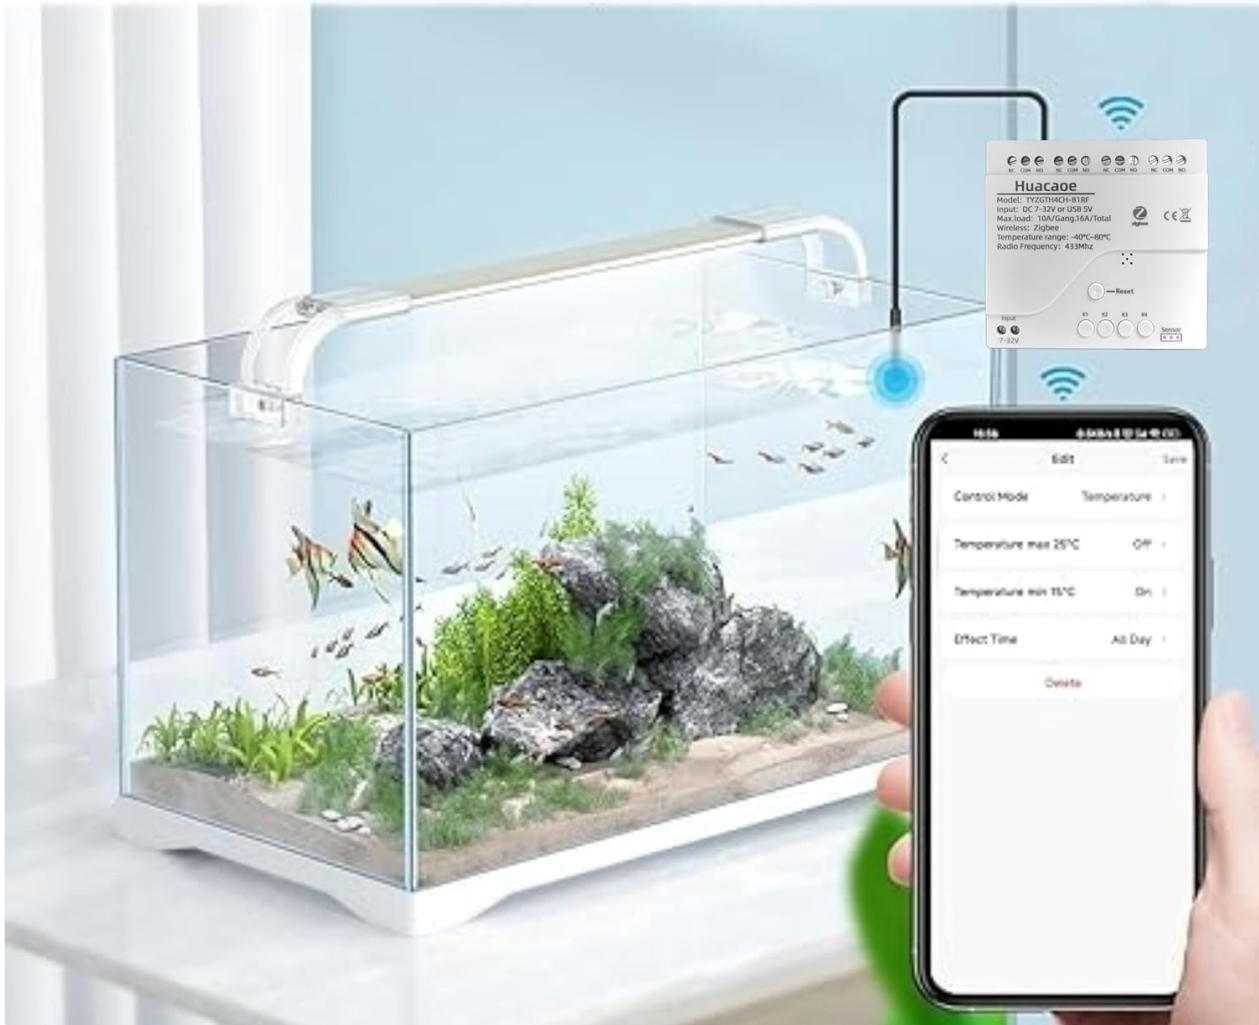 NC COM NO NC COM NO NC COM NO NC COM NO
Huacaoe
Model: TYZGTH4CH-B1RF
Input: DC 7-32V or USB 5V
Max.load: 10A/Gang.16A/Total
Wireless: Zigbee
Temperature range: -40℃~80℃
Radio Frequency: 433Mhz
zigbee
CE
Reset
K1 K2 K3 K4
Input
7-32V
Sensor
Edit Save
Control Mode Temperature
Temperature max 25°C Off
Temperature min 15°C On
Effect Time All Day
Delete